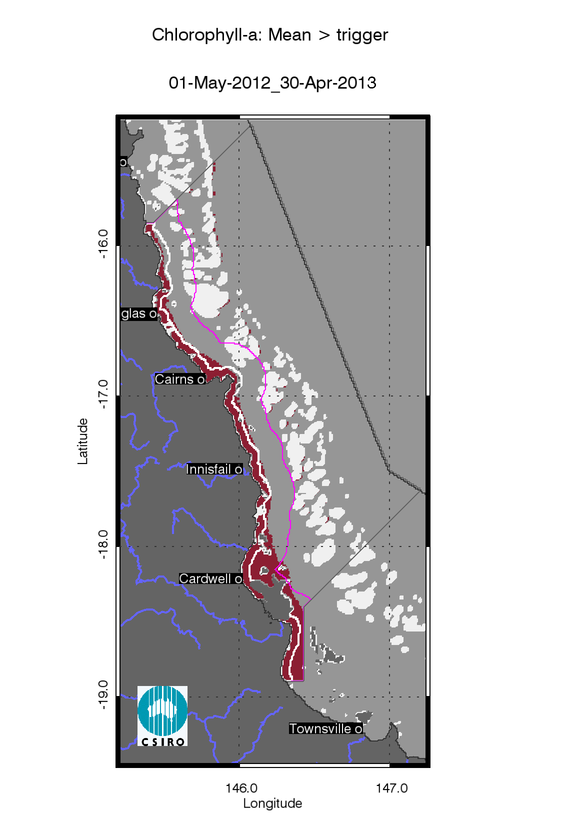 Chlorophyll-a: Mean > trigger
01-May-2012_30-Apr-2013
o
-16.0
glas o
-17.0
Cairns o
Latitude
Innisfail o
-18.0
Cardwell o
-19.0
CSIRO
Townsville o
146.0 147.0
Longitude